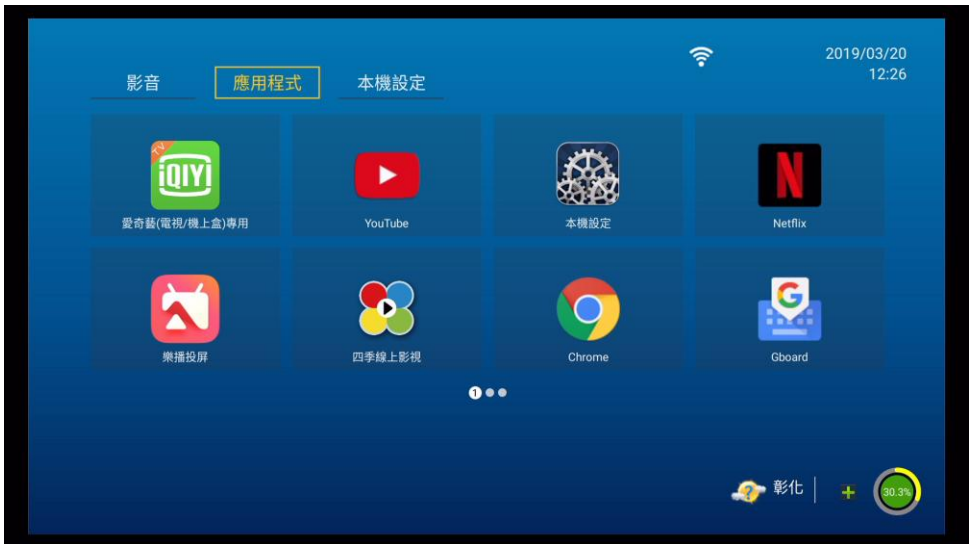 2019/03/20
12:26
影音
應用程式
本機設定
TV
iQIYI
愛奇藝(電視/機上盒)專用
YouTube
本機設定
N
Netflix
樂播投屏
四季線上影視
Chrome
G
Gboard
1
?
彰化
+
30.3%